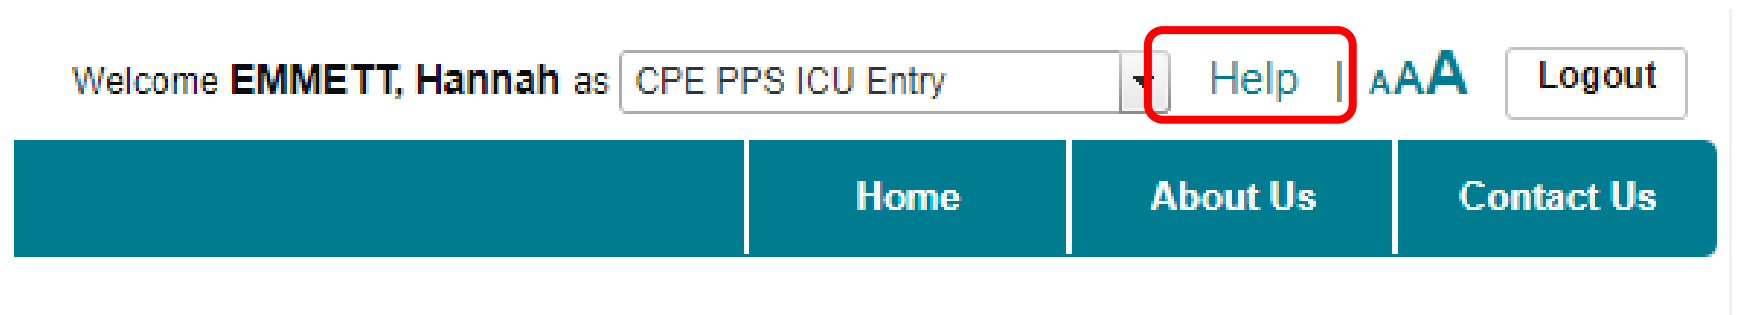 Welcome EMMETT, Hannah as CPE PPS ICU Entry Help | AAA Logout
Home About Us Contact Us